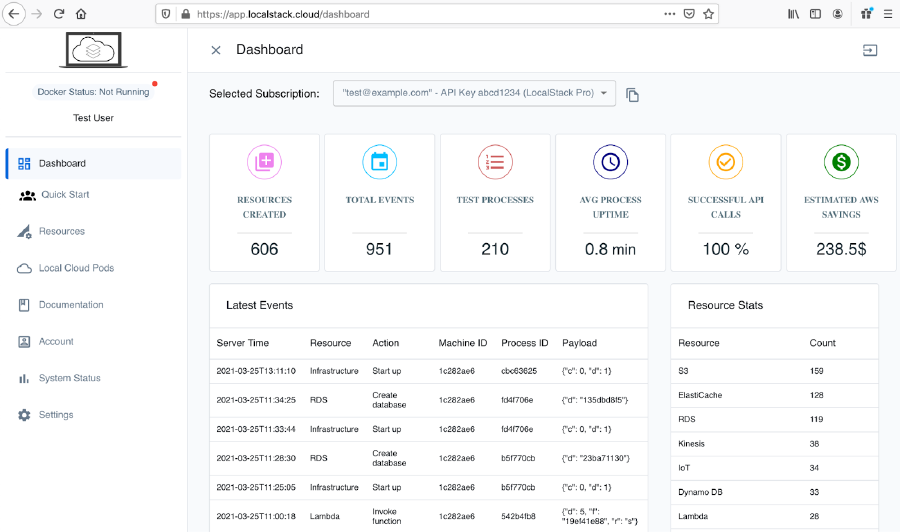 https://app.localstack.cloud/dashboard
Docker Status: Not Running
Test User
Dashboard
Quick Start
Resources
Local Cloud Pods
Documentation
Account
System Status
Settings
Dashboard
Selected Subscription:
"test@example.com" - API Key abcd1234 (LocalStack Pro)
RESOURCES
CREATED
606
TOTAL EVENTS
951
TEST PROCESSES
210
AVG PROCESS
UPTIME
0.8 min
SUCCESSFUL API
CALLS
100 %
ESTIMATED AWS
SAVINGS
238.5$
Latest Events
Server Time Resource Action Machine ID Process ID Payload
2021-03-25T13:11:10 Infrastructure Start up 1c282ae6 cbc63625 {"c": 0, "d": 1}
2021-03-25T11:34:25 RDS Create database 1c282ae6 fd4f706e {"d": "135dbd8f5"}
2021-03-25T11:33:44 Infrastructure Start up 1c282ae6 fd4f706e {"c": 0, "d": 1}
2021-03-25T11:28:30 RDS Create database 1c282ae6 b5f770cb {"d": "23ba71130"}
2021-03-25T11:25:05 Infrastructure Start up 1c282ae6 b5f770cb {"c": 0, "d": 1}
2021-03-25T11:00:18 Lambda Invoke function 1c282ae6 542b4fb8 {"d": 5, "f": "19ef41e88", "r": "s"}
Resource Stats
Resource Count
S3 159
ElastiCache 128
RDS 119
Kinesis 38
IoT 34
Dynamo DB 33
Lambda 28